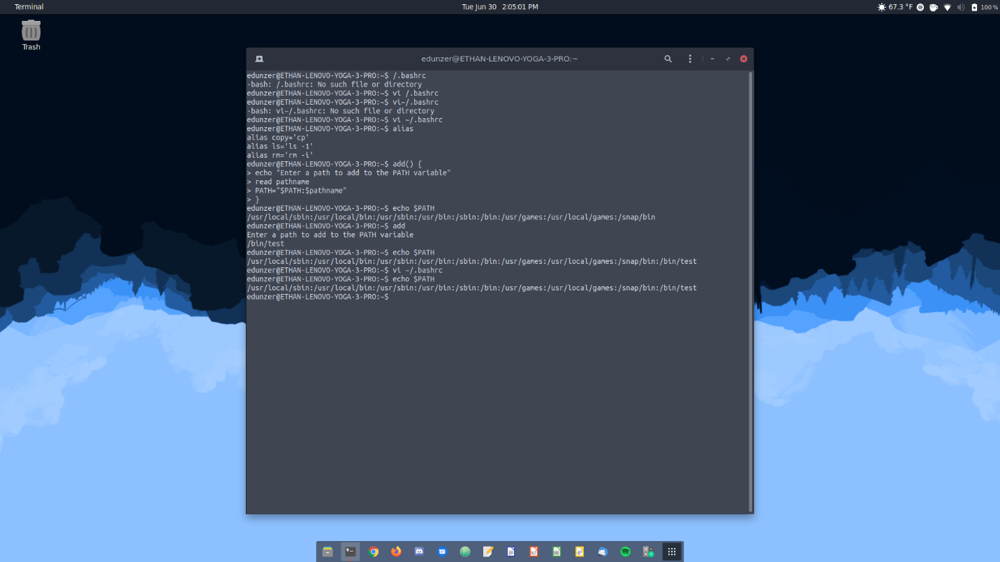 Terminal
Tue Jun 30 2:05:01 PM
67.3 °F
100 %
Trash
edunzer@ETHAN-LENOVO-YOGA-3-PRO:~
edunzer@ETHAN-LENOVO-YOGA-3-PRO:~$ /.bashrc
-bash: /.bashrc: No such file or directory
edunzer@ETHAN-LENOVO-YOGA-3-PRO:~$ vi /.bashrc
edunzer@ETHAN-LENOVO-YOGA-3-PRO:~$ vi~/.bashrc
-bash: vi~/.bashrc: No such file or directory
edunzer@ETHAN-LENOVO-YOGA-3-PRO:~$ vi ~/.bashrc
edunzer@ETHAN-LENOVO-YOGA-3-PRO:~$ alias
alias copy='cp'
alias ls='ls -1'
alias rm='rm -i'
edunzer@ETHAN-LENOVO-YOGA-3-PRO:~$ add() {
> echo "Enter a path to add to the PATH variable"
> read pathname
> PATH="$PATH:$pathname"
> }
edunzer@ETHAN-LENOVO-YOGA-3-PRO:~$ echo $PATH
/usr/local/sbin:/usr/local/bin:/usr/sbin:/usr/bin:/sbin:/bin:/usr/games:/usr/local/games:/snap/bin
edunzer@ETHAN-LENOVO-YOGA-3-PRO:~$ add
Enter a path to add to the PATH variable
/bin/test
edunzer@ETHAN-LENOVO-YOGA-3-PRO:~$ echo $PATH
/usr/local/sbin:/usr/local/bin:/usr/sbin:/usr/bin:/sbin:/bin:/usr/games:/usr/local/games:/snap/bin:/bin/test
edunzer@ETHAN-LENOVO-YOGA-3-PRO:~$ vi ~/.bashrc
edunzer@ETHAN-LENOVO-YOGA-3-PRO:~$ echo $PATH
/usr/local/sbin:/usr/local/bin:/usr/sbin:/usr/bin:/sbin:/bin:/usr/games:/usr/local/games:/snap/bin:/bin/test
edunzer@ETHAN-LENOVO-YOGA-3-PRO:~$